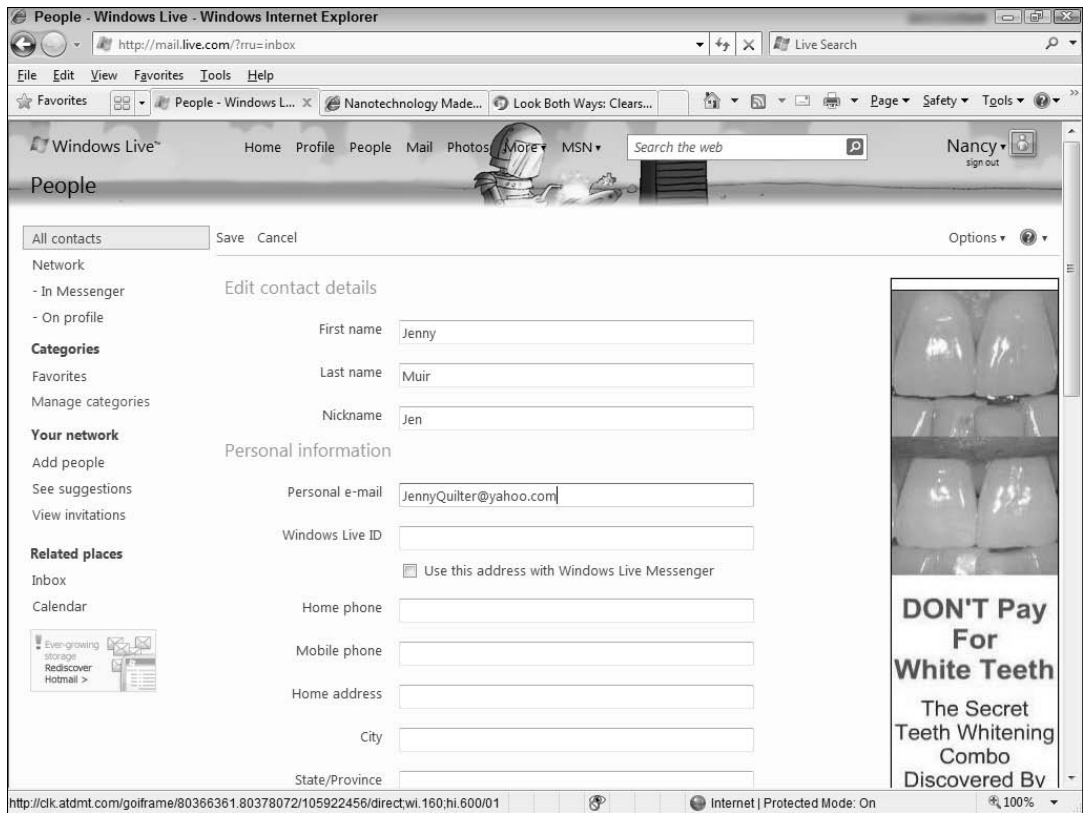 People - Windows Live - Windows Internet Explorer
http://mail.live.com/?rru=inbox
Live Search
File Edit View Favorites Tools Help
Favorites
People - Windows L...
Nanotechnology Made...
Look Both Ways: Clears...
Page Safety Tools
Windows Live
Home Profile People Mail Photos More MSN
Search the web
Nancy
sign out
People
All contacts
Network
- In Messenger
- On profile
Categories
Favorites
Manage categories
Your network
Add people
See suggestions
View invitations
Related places
Inbox
Calendar
Ever-growing
storage
Rediscover
Hotmail >
Save Cancel
Options
Edit contact details
First name Jenny
Last name Muir
Nickname Jen
Personal information
Personal e-mail JennyQuilter@yahoo.com
Windows Live ID
Use this address with Windows Live Messenger
Home phone
Mobile phone
Home address
City
State/Province
DON'T Pay
For
White Teeth
The Secret
Teeth Whitening
Combo
Discovered By
http://clk.atdmt.com/goiframe/80366361.80378072/105922456/direct;wi.160;hi.600/01
Internet | Protected Mode: On
100%